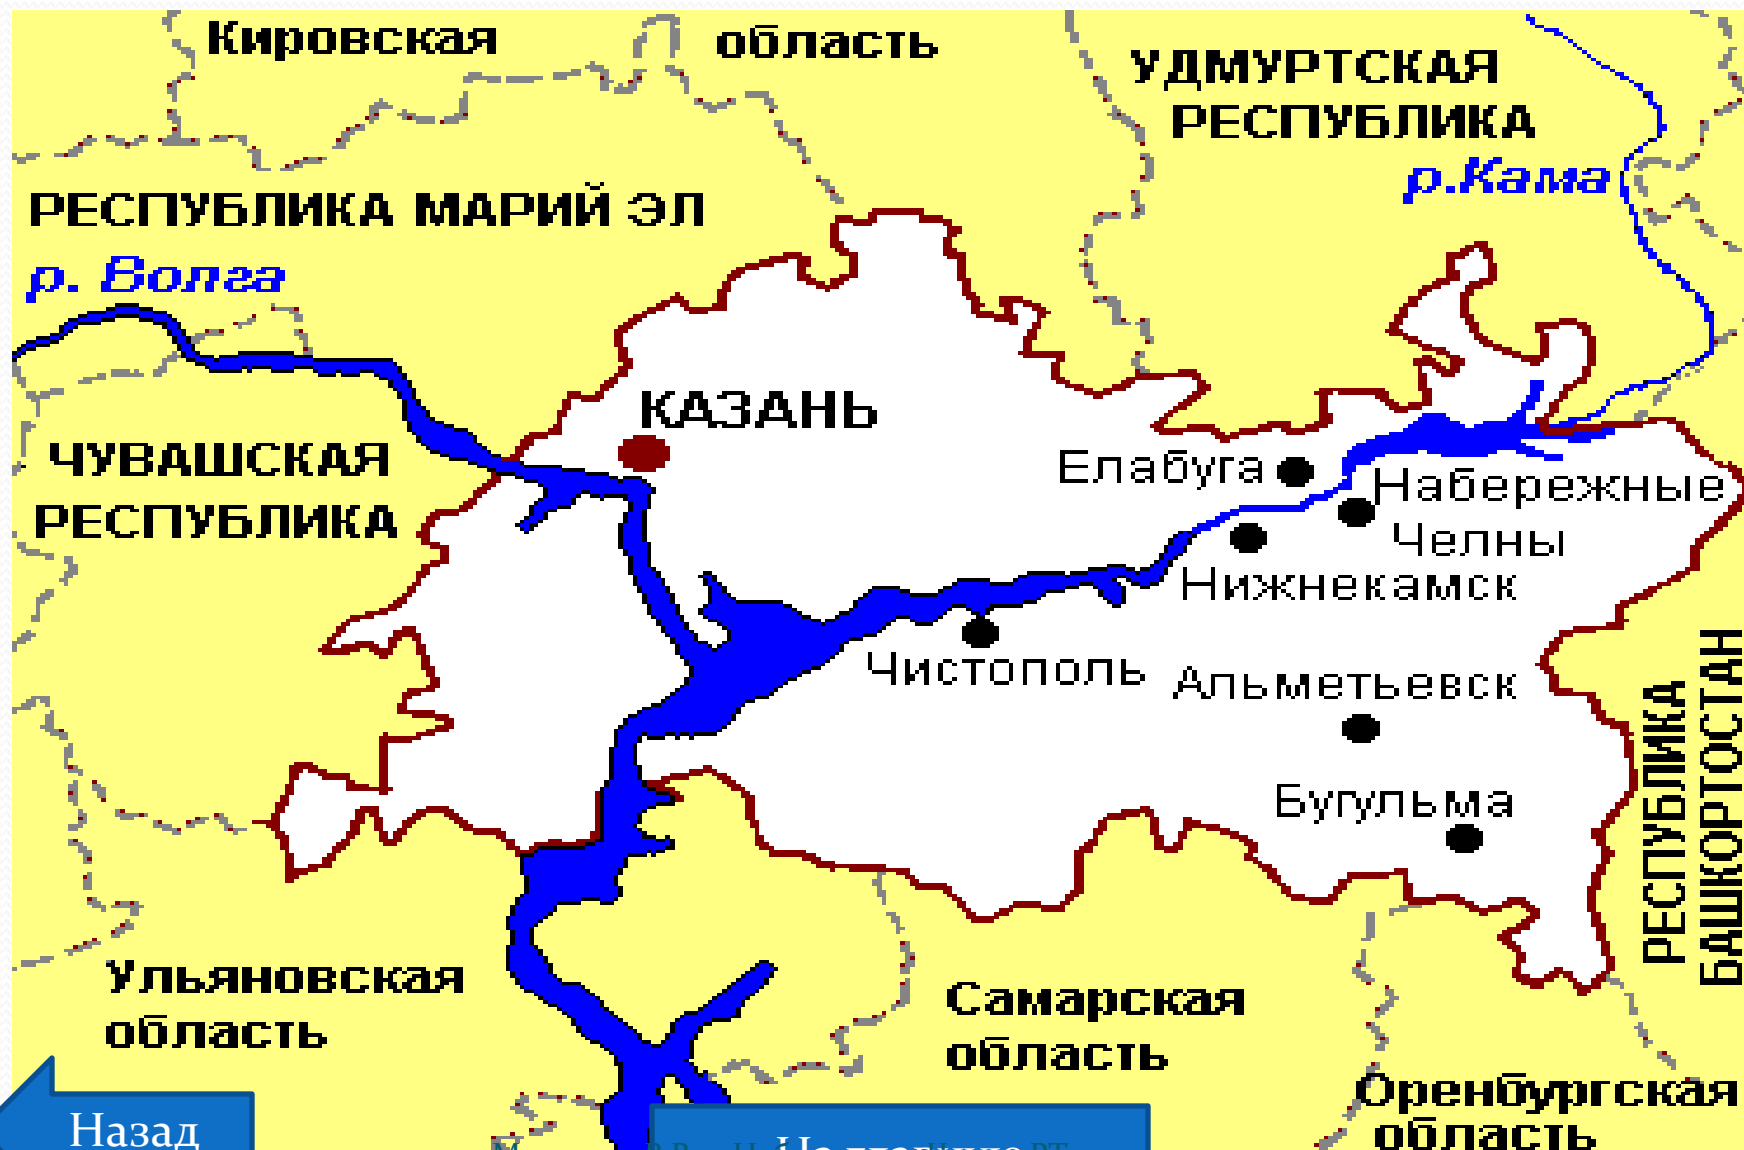 Кировская
область
УДМУРТСКАЯ
РЕСПУБЛИКА
р.Кама
РЕСПУБЛИКА МАРИЙ ЭЛ
р. Волга
КАЗАНЬ
ЧУВАШСКАЯ
РЕСПУБЛИКА
Елабуга
Набережные
Челны
Нижнекамск
Чистополь
Альметьевск
Бугульма
РЕСПУБЛИКА
БАШКОРТОСТАН
Ульяновская
область
Самарская
область
Оренбургская
область
Назад
РТ